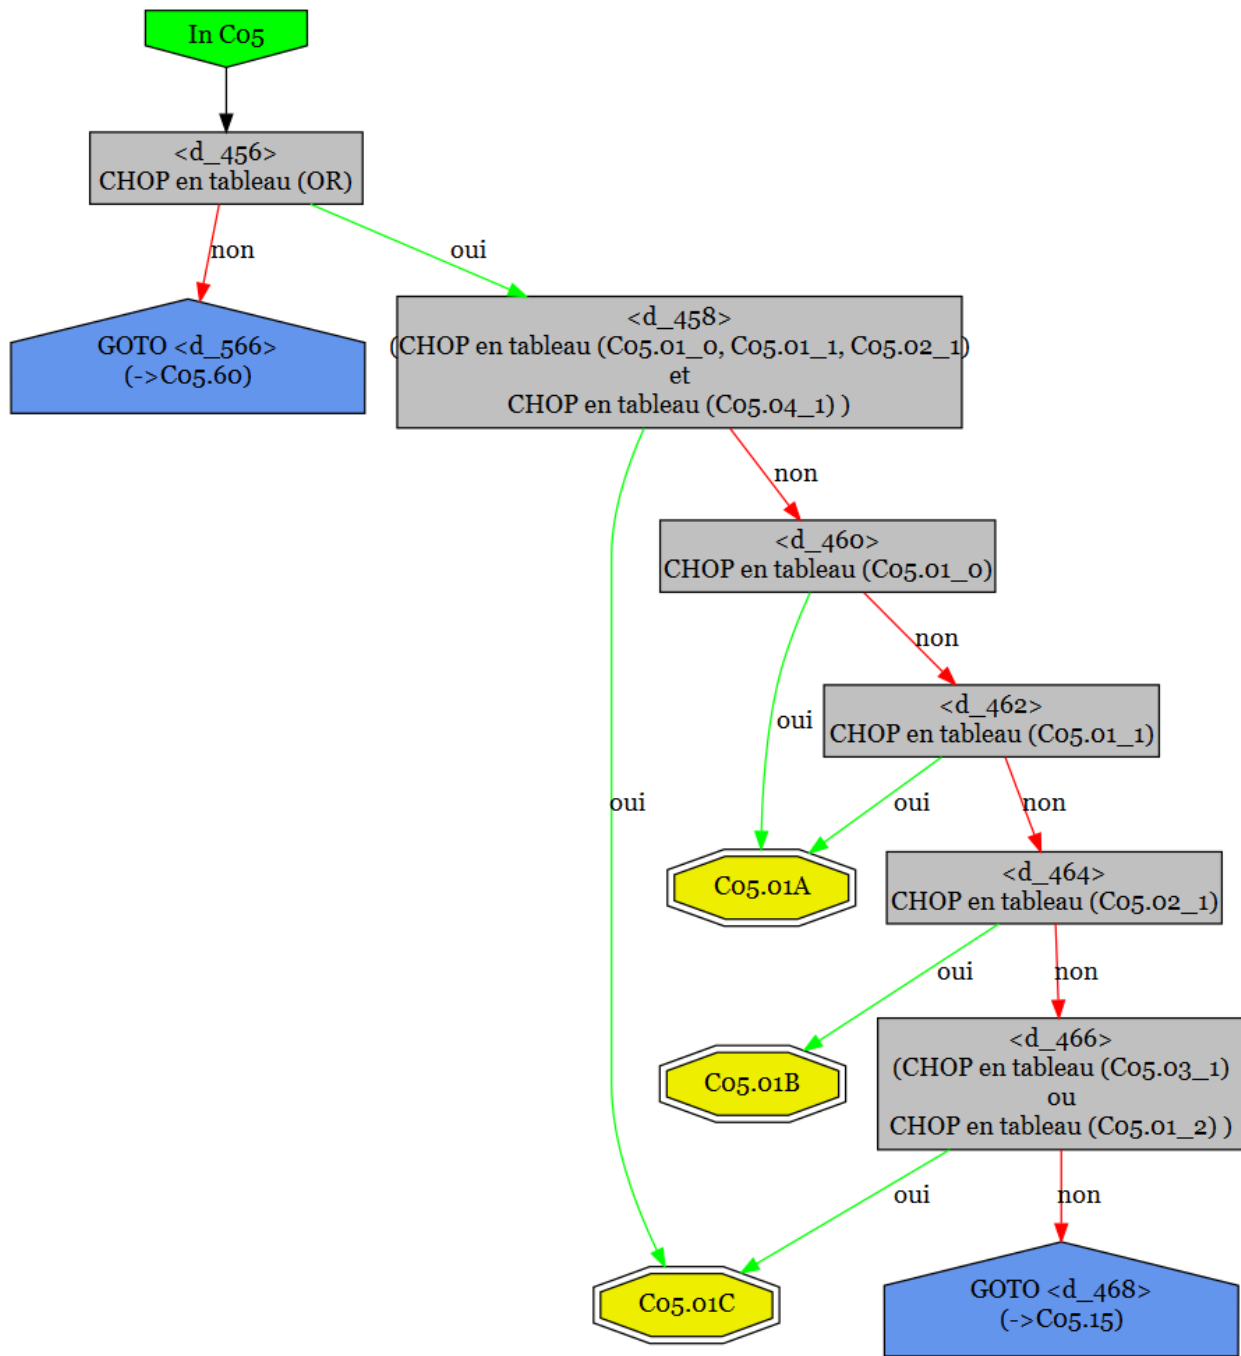 In C05
<d_456>
CHOP en tableau (OR)
non
oui
GOTO <d_566>
(->C05.60)
<d_458>
(CHOP en tableau (C05.01_0, C05.01_1, C05.02_1)
et
CHOP en tableau (C05.04_1) )
non
<d_460>
CHOP en tableau (C05.01_0)
non
<d_462>
CHOP en tableau (C05.01_1)
oui
oui
oui
non
C05.01A
<d_464>
CHOP en tableau (C05.02_1)
oui
non
C05.01B
<d_466>
(CHOP en tableau (C05.03_1)
ou
CHOP en tableau (C05.01_2) )
oui
non
C05.01C
GOTO <d_468>
(->C05.15)